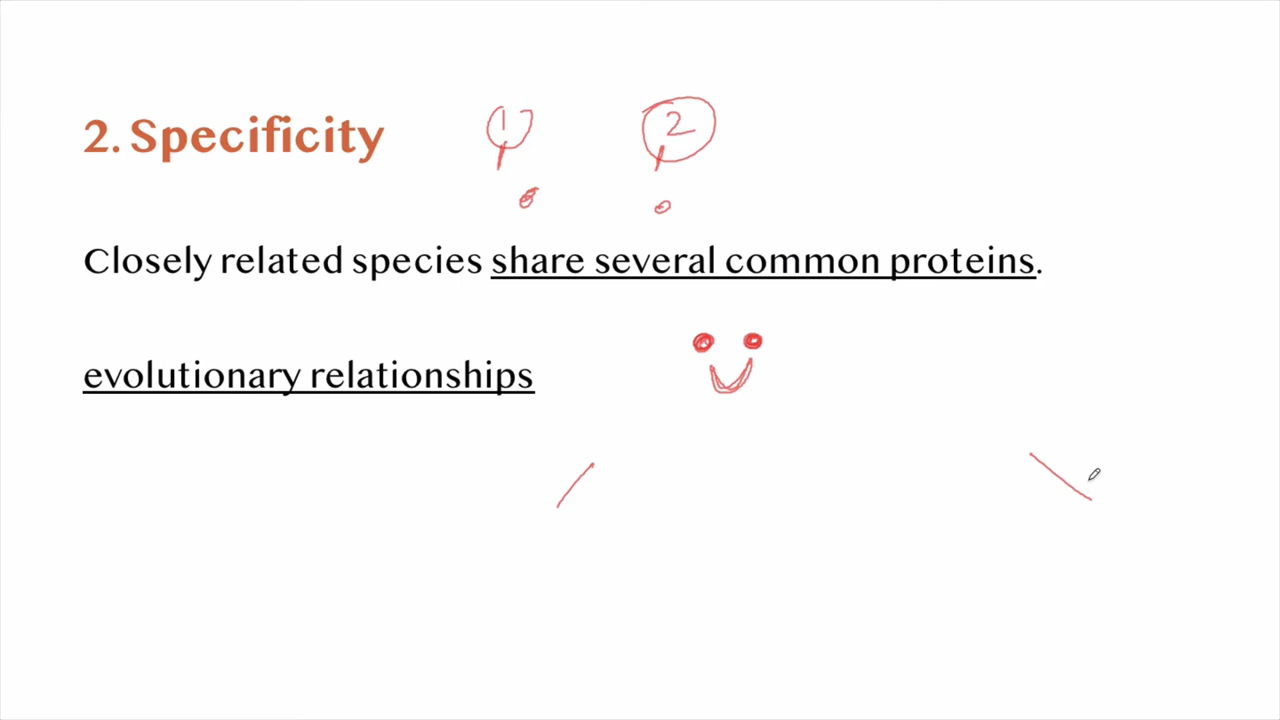 2. Specificity
1 2
Closely related species share several common proteins.
evolutionary relationships